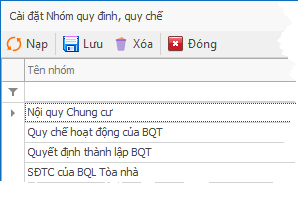 Cài đặt Nhóm quy đinh, quy chế
Nạp Lưu Xóa Đóng
Tên nhóm
Nội quy Chung cư
Quy chế hoạt động của BQT
Quyết định thành lập BQT
SĐTC của BQL Tòa nhà